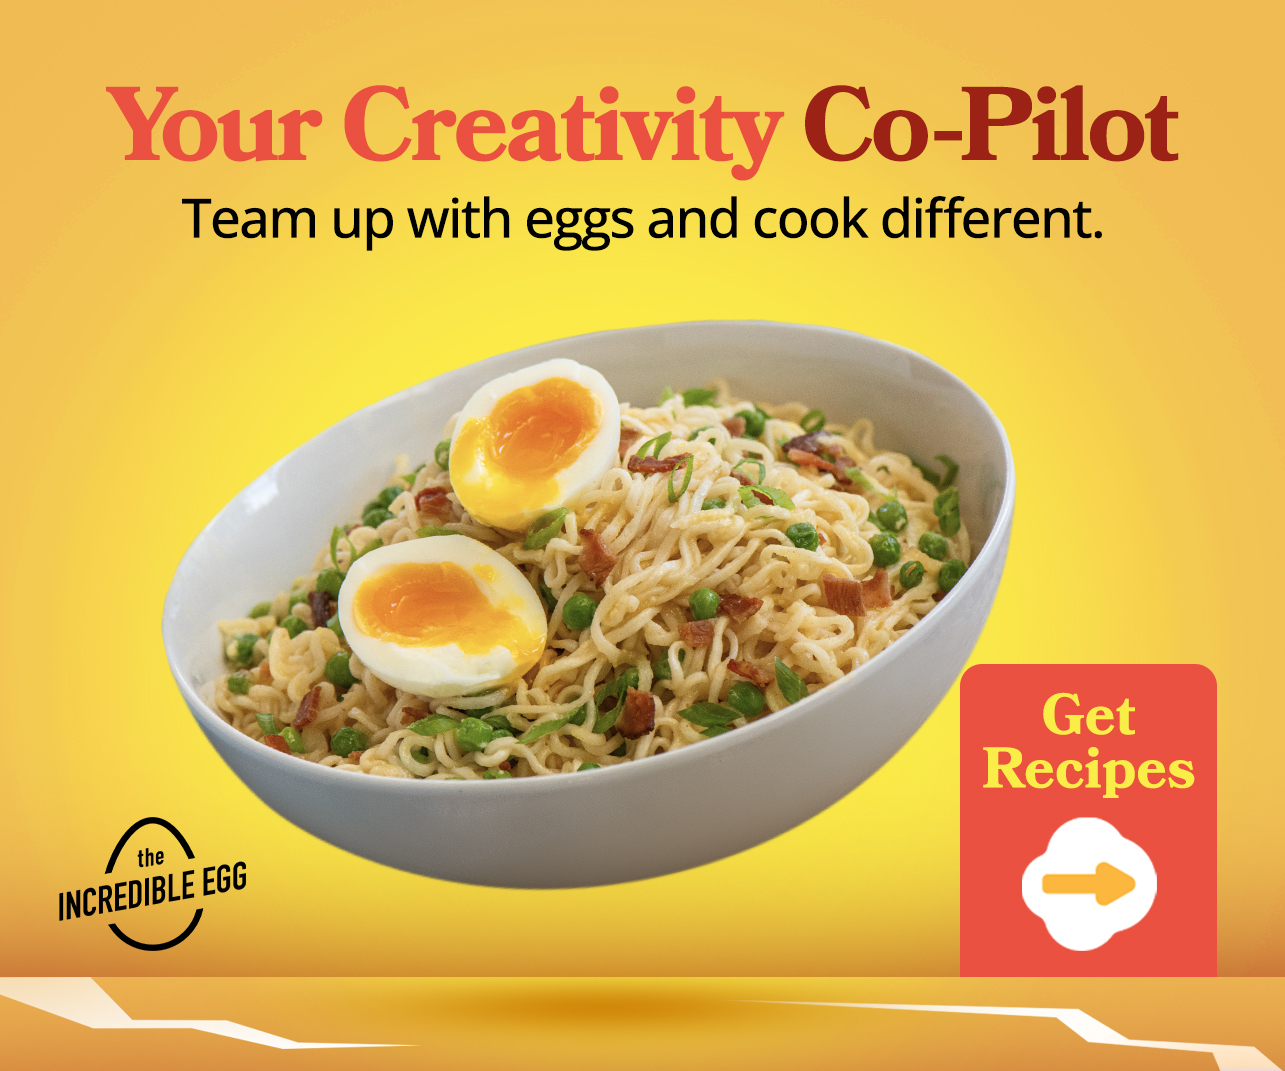 Your Creativity Co-Pilot
Team up with eggs and cook different.
Get
Recipes
the
INCREDIBLE EGG